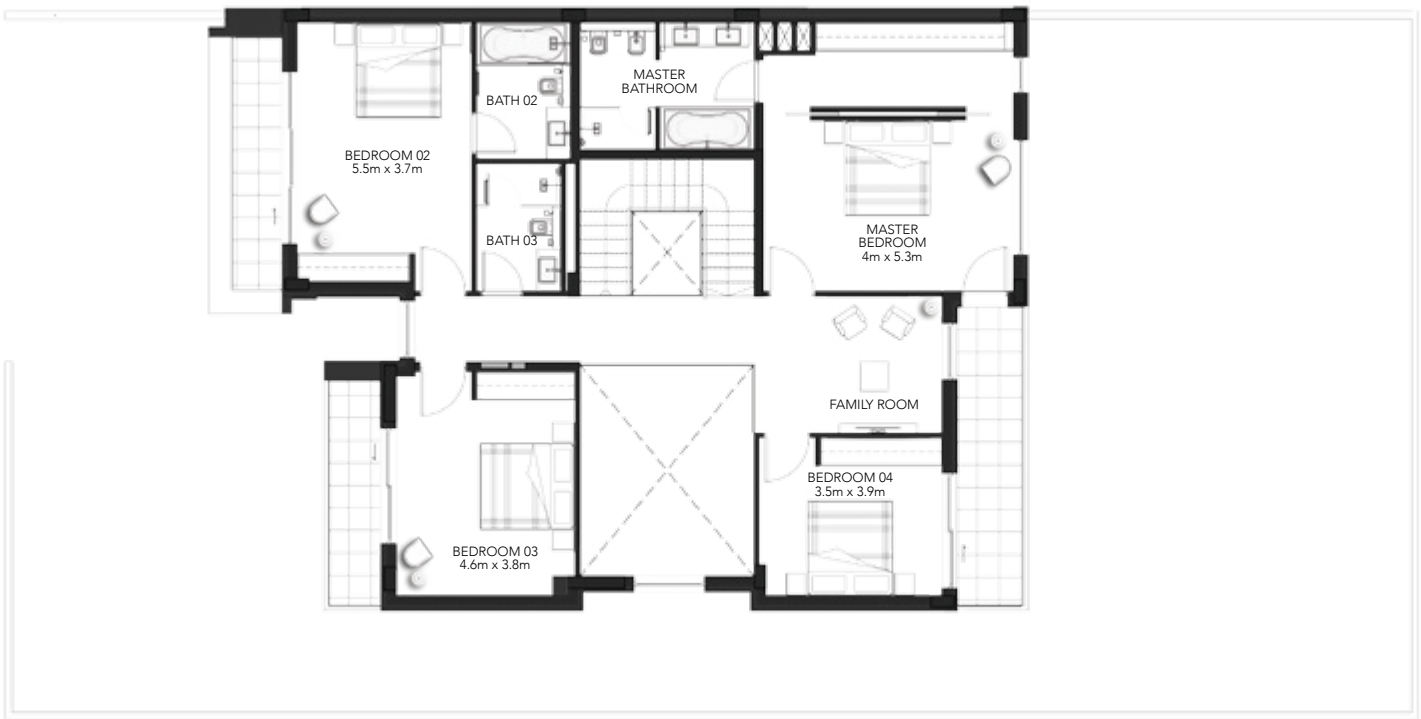 MASTER
BATHROOM
BATH 02
BEDROOM 02
5.5m x 3.7m
BATH 03
MASTER
BEDROOM
4m x 5.3m
FAMILY ROOM
BEDROOM 04
3.5m x 3.9m
BEDROOM 03
4.6m x 3.8m